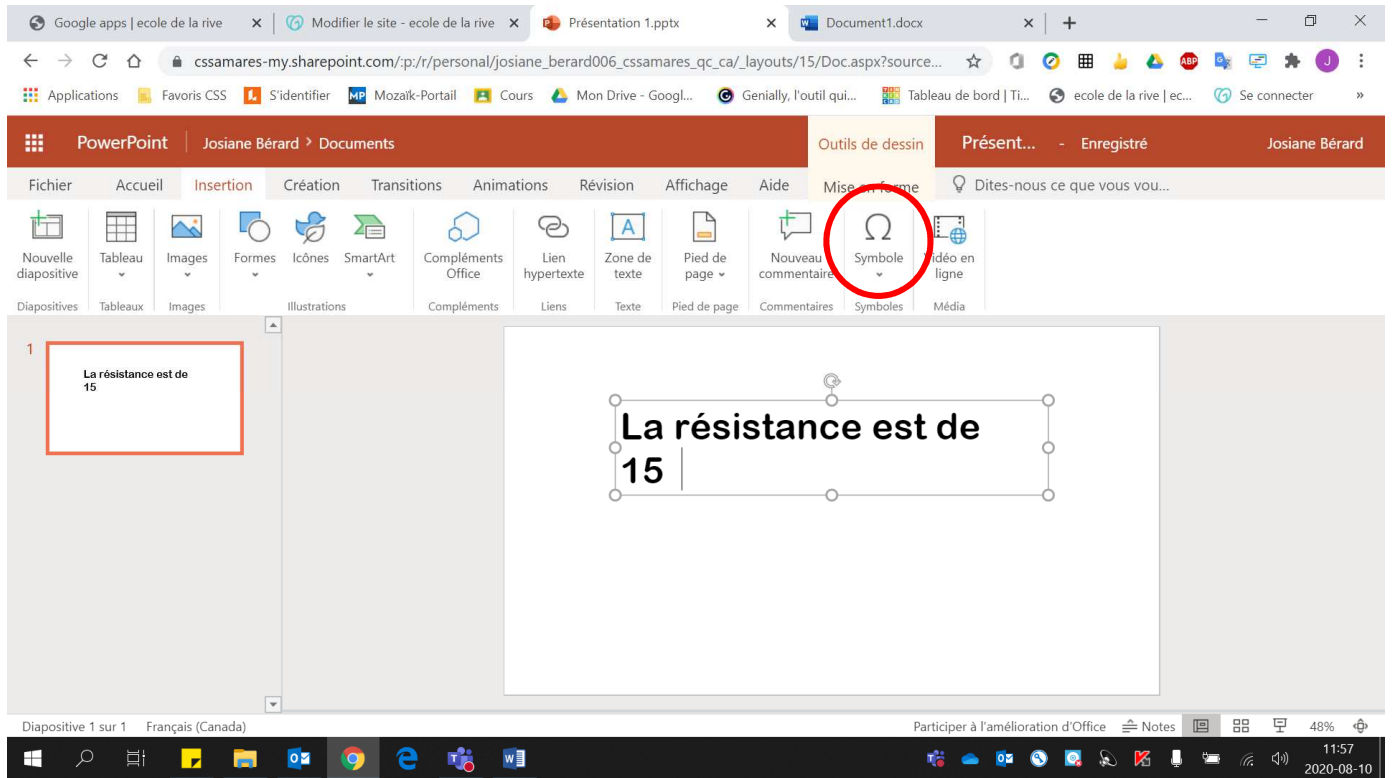 Google apps | ecole de la rive
Modifier le site - ecole de la rive
Présentation 1.pptx
Document1.docx
cssamares-my.sharepoint.com/:p:/r/personal/josiane_berard006_cssamares_qc_ca/_layouts/15/Doc.aspx?source...
ABP
J
Applications
Favoris CSS
S'identifier
MP Mozaïk-Portail
Cours
Mon Drive - Googl...
Genially, l'outil qui...
Tableau de bord | Ti...
ecole de la rive | ec...
Se connecter
»
PowerPoint
Josiane Bérard > Documents
Outils de dessin
Présent... - Enregistré
Josiane Bérard
Fichier
Accueil
Insertion
Création
Transitions
Animations
Révision
Affichage
Aide
Mise en forme
Dites-nous ce que vous vou...
Nouvelle
diapositive
Tableau
Images
Formes
Icônes
SmartArt
Compléments
Office
Lien
hypertexte
A
Zone de
texte
Pied de
page
Nouveau
commentaire
Ω
Symbole
Vidéo en
ligne
Diapositives
Tableaux
Images
Illustrations
Compléments
Liens
Texte
Pied de page
Commentaires
Symboles
Média
1
La résistance est de
15
La résistance est de
15
Diapositive 1 sur 1
Français (Canada)
Participer à l'amélioration d'Office
Notes
48%
11:57
2020-08-10